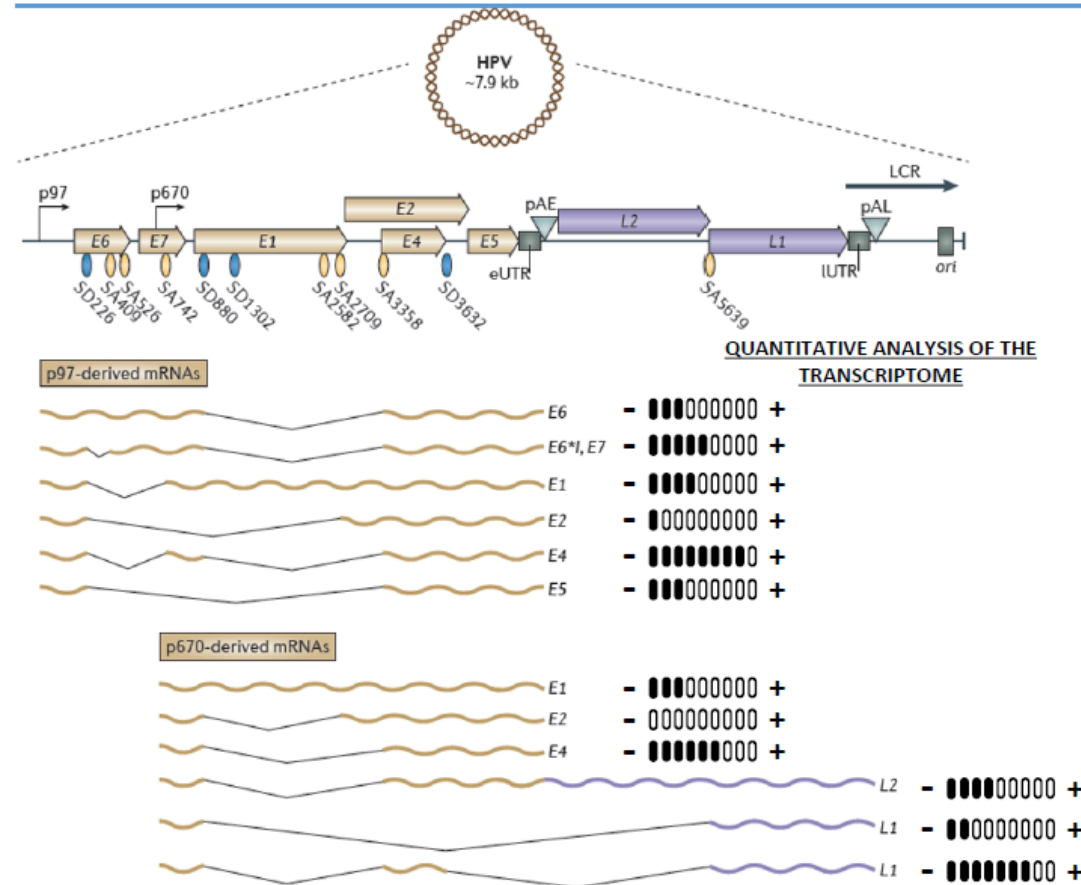 HPV
~7.9 kb
LCR
p97
p670
pAE
pAL
E2
L2
E6
E7
E1
E4
E5
L1
eUTR
lUTR
ori
SD226
SA409
SA526
SA742
SD880
SD1302
SA2582
SA2709
SA3358
SD3632
SA5639
QUANTITATIVE ANALYSIS OF THE
TRANSCRIPTOME
p97-derived mRNAs
E6 - +
E6*I, E7 - +
E1 - +
E2 - +
E4 - +
E5 - +
p670-derived mRNAs
E1 - +
E2 - +
E4 - +
L2 - +
L1 - +
L1 - +